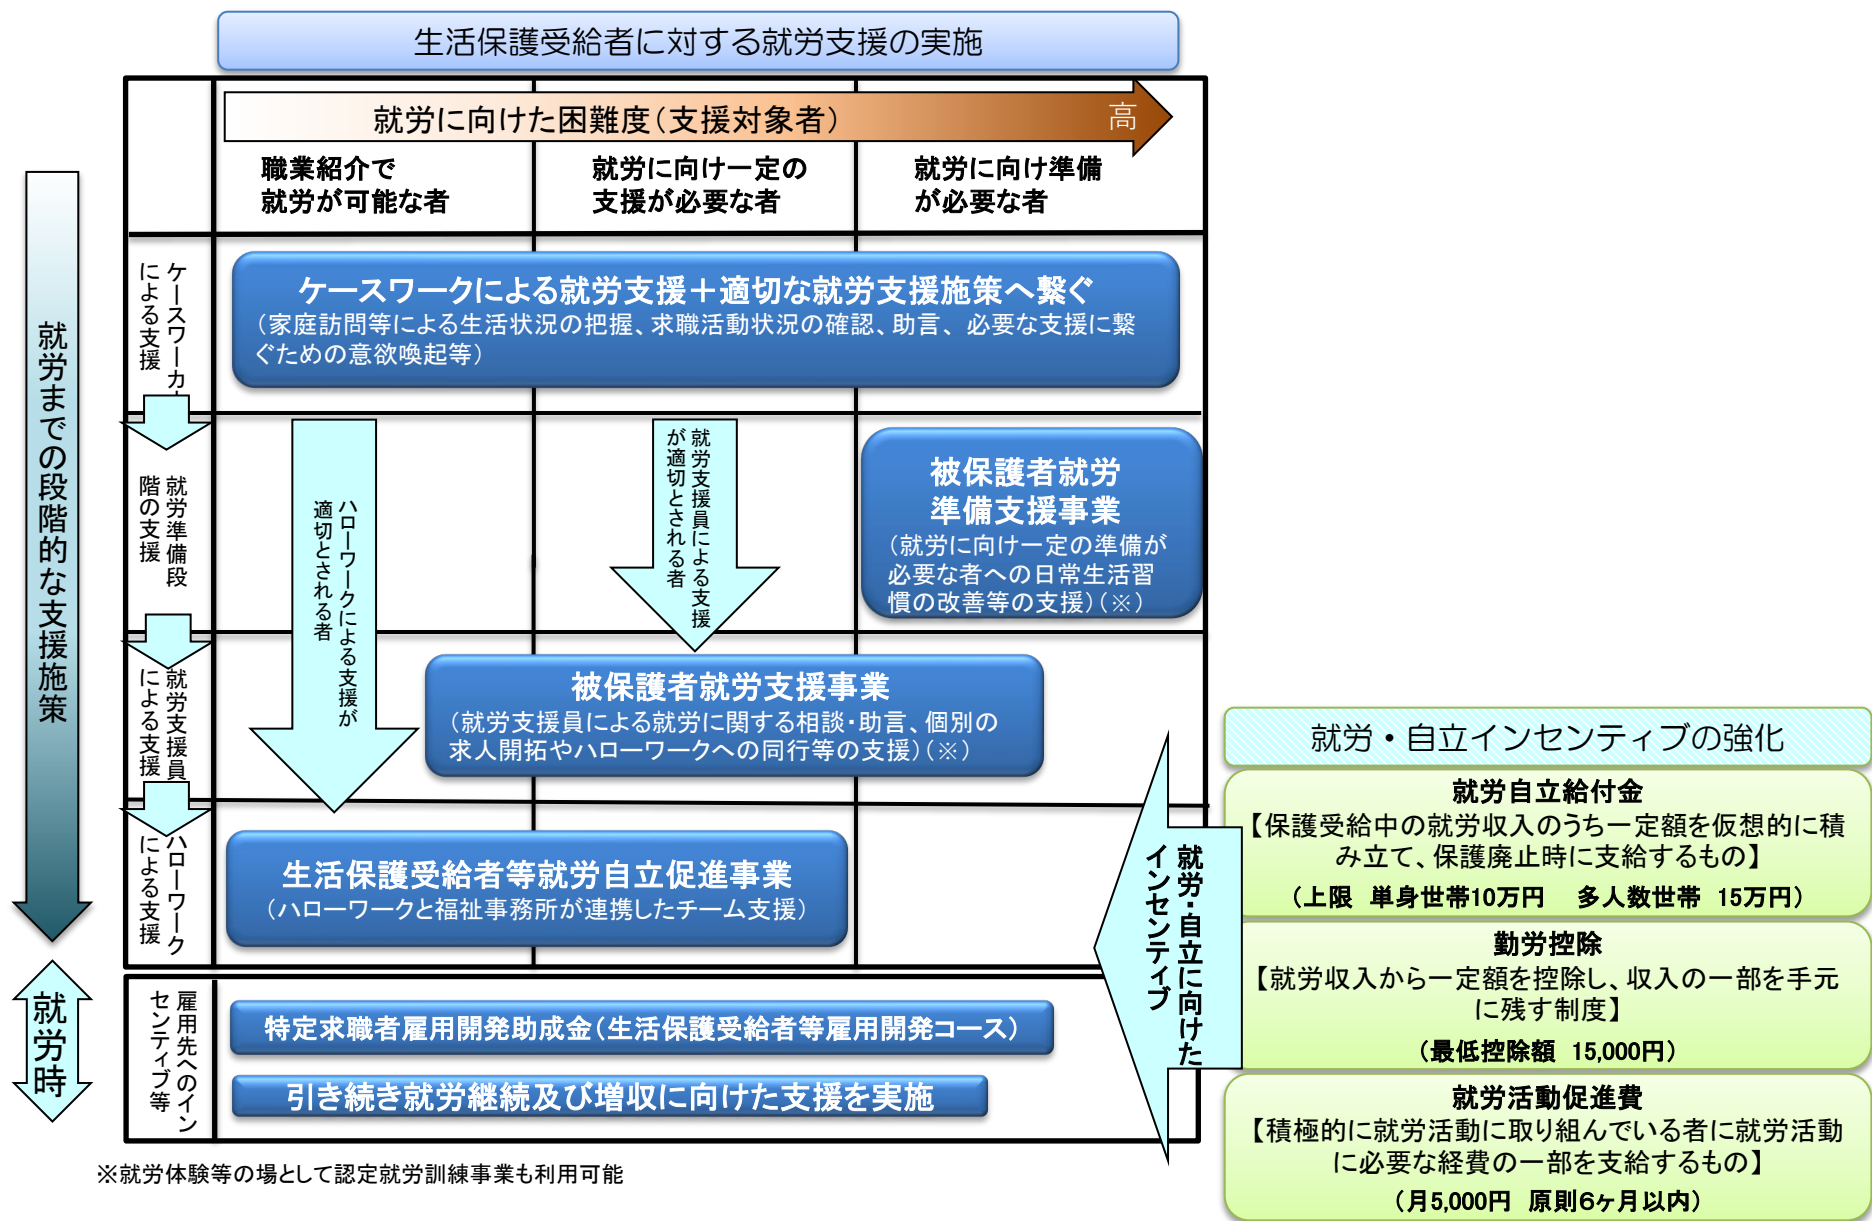 生活保護受給者に対する就労支援の実施
就労に向けた困難度（支援対象者）
高
職業紹介で
就労が可能な者
就労に向け一定の
支援が必要な者
就労に向け準備
が必要な者
就労までの段階的な支援施策
ケースワーカー
による支援
ケースワークによる就労支援＋適切な就労支援施策へ繋ぐ
（家庭訪問等による生活状況の把握、求職活動状況の確認、助言、必要な支援に繋
ぐための意欲喚起等）
就労準備段
階の支援
ハローワークによる支援が
適切とされる者
就労支援員による支援
が適切とされる者
被保護者就労
準備支援事業
（就労に向け一定の準備が
必要な者への日常生活習
慣の改善等の支援）（※）
就労支援員
による支援
被保護者就労支援事業
（就労支援員による就労に関する相談・助言、個別の
求人開拓やハローワークへの同行等の支援）（※）
ハローワーク
による支援
生活保護受給者等就労自立促進事業
（ハローワークと福祉事務所が連携したチーム支援）
就労時
雇用先へのイン
センティブ等
特定求職者雇用開発助成金（生活保護受給者等雇用開発コース）
引き続き就労継続及び増収に向けた支援を実施
就労・自立に向けた
インセンティブ
就労・自立インセンティブの強化
就労自立給付金
【保護受給中の就労収入のうち一定額を仮想的に積
み立て、保護廃止時に支給するもの】
（上限 単身世帯10万円 多人数世帯 15万円）
勤労控除
【就労収入から一定額を控除し、収入の一部を手元
に残す制度】
（最低控除額 15,000円）
就労活動促進費
【積極的に就労活動に取り組んでいる者に就労活動
に必要な経費の一部を支給するもの】
（月5,000円 原則6ヶ月以内）
※就労体験等の場として認定就労訓練事業も利用可能